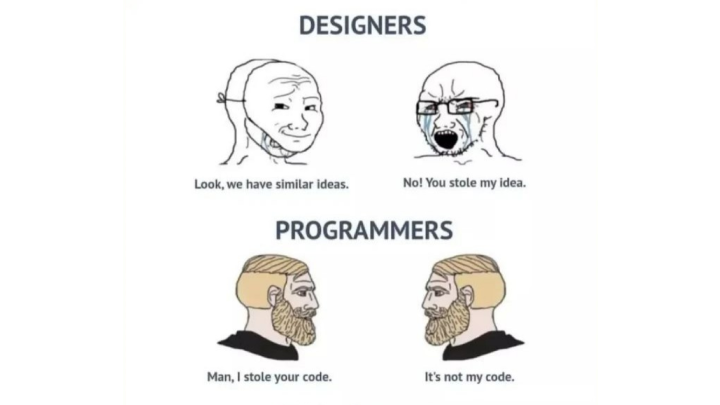 DESIGNERS
Look, we have similar ideas.
No! You stole my idea.
PROGRAMMERS
Man, I stole your code.
It's not my code.